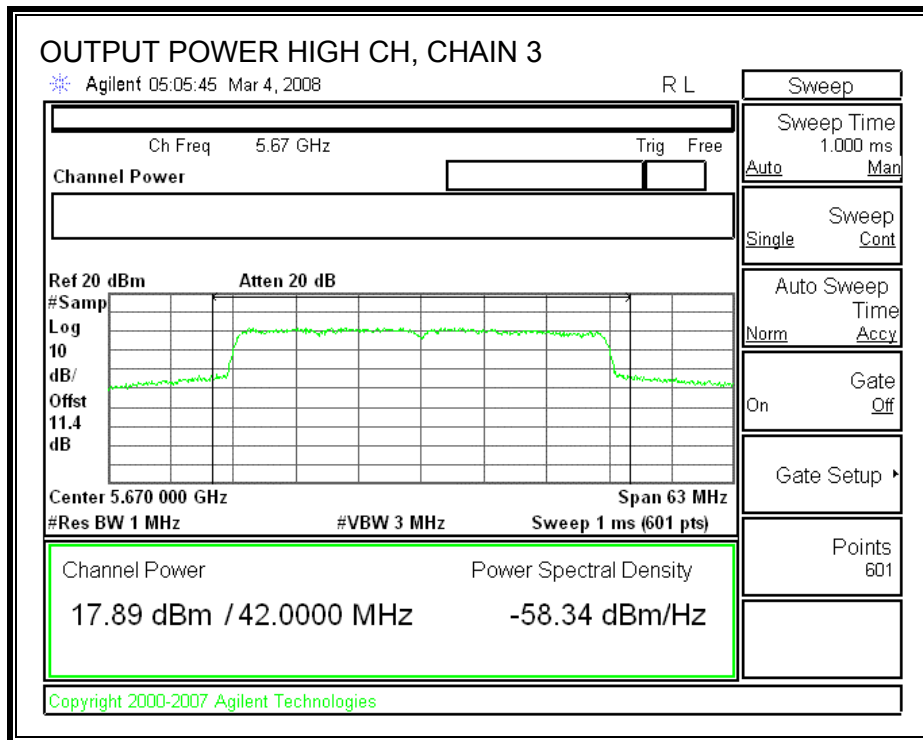 OUTPUT POWER HIGH CH, CHAIN 3
Agilent 05:05:45 Mar 4, 2008 R L
Ch Freq 5.67 GHz Trig Free
Channel Power
Ref 20 dBm Atten 20 dB
#Samp
Log
10
dB/
Offst
11.4
dB
Center 5.670 000 GHz Span 63 MHz
#Res BW 1 MHz #VBW 3 MHz Sweep 1 ms (601 pts)
Channel Power Power Spectral Density
17.89 dBm / 42.0000 MHz -58.34 dBm/Hz
Copyright 2000-2007 Agilent Technologies
Sweep
Sweep Time
1.000 ms
Auto Man
Sweep
Single Cont
Auto Sweep
Time
Norm Accy
Gate
On Off
Gate Setup
Points
601